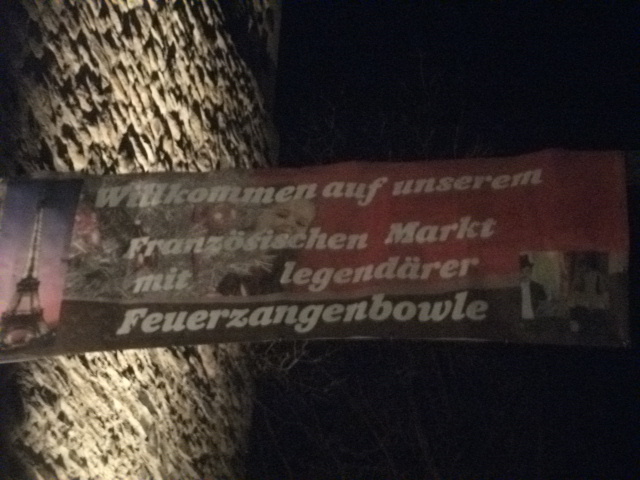 Willkommen auf unserem
Französischen Markt
mit legendärer
Feuerzangenbowle